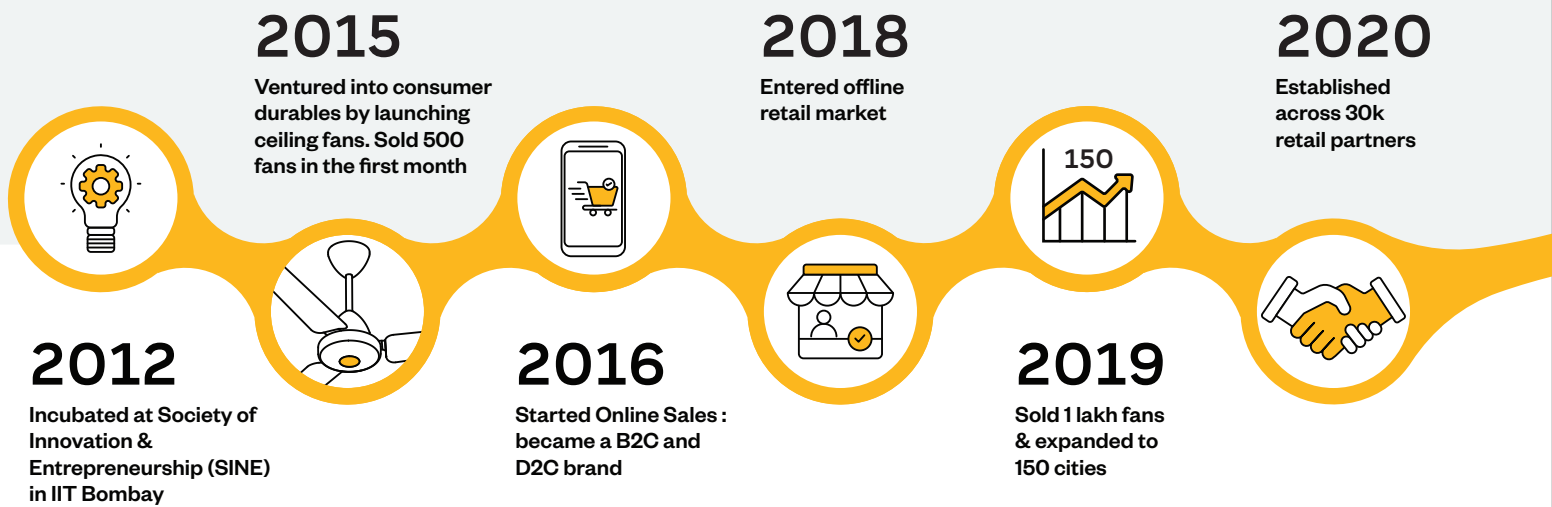 2012
Incubated at Society of
Innovation &
Entrepreneurship (SINE)
in IIT Bombay
2015
Ventured into consumer
durables by launching
ceiling fans. Sold 500
fans in the first month
2016
Started Online Sales :
became a B2C and
D2C brand
2018
Entered offline
retail market
150
2019
Sold 1 lakh fans
& expanded to
150 cities
2020
Established
across 30k
retail partners